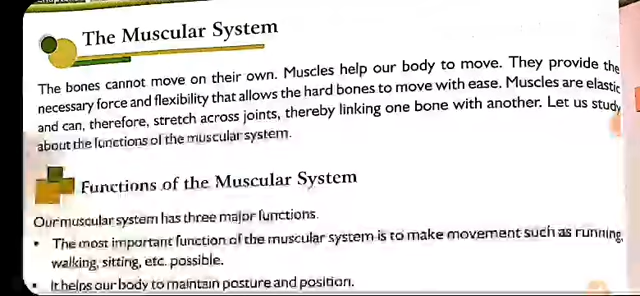 The Muscular System
The bones cannot move on their own. Muscles help our body to move. They provide the
necessary force and flexibility that allows the hard bones to move with ease. Muscles are elastic
and can, therefore, stretch across joints, thereby linking one bone with another. Let us study
about the functions of the muscular system.
Functions of the Muscular System
Our muscular system has three major functions.
• The most important function of the muscular system is to make movement such as running,
walking, sitting, etc. possible.
• It helps our body to maintain posture and position.